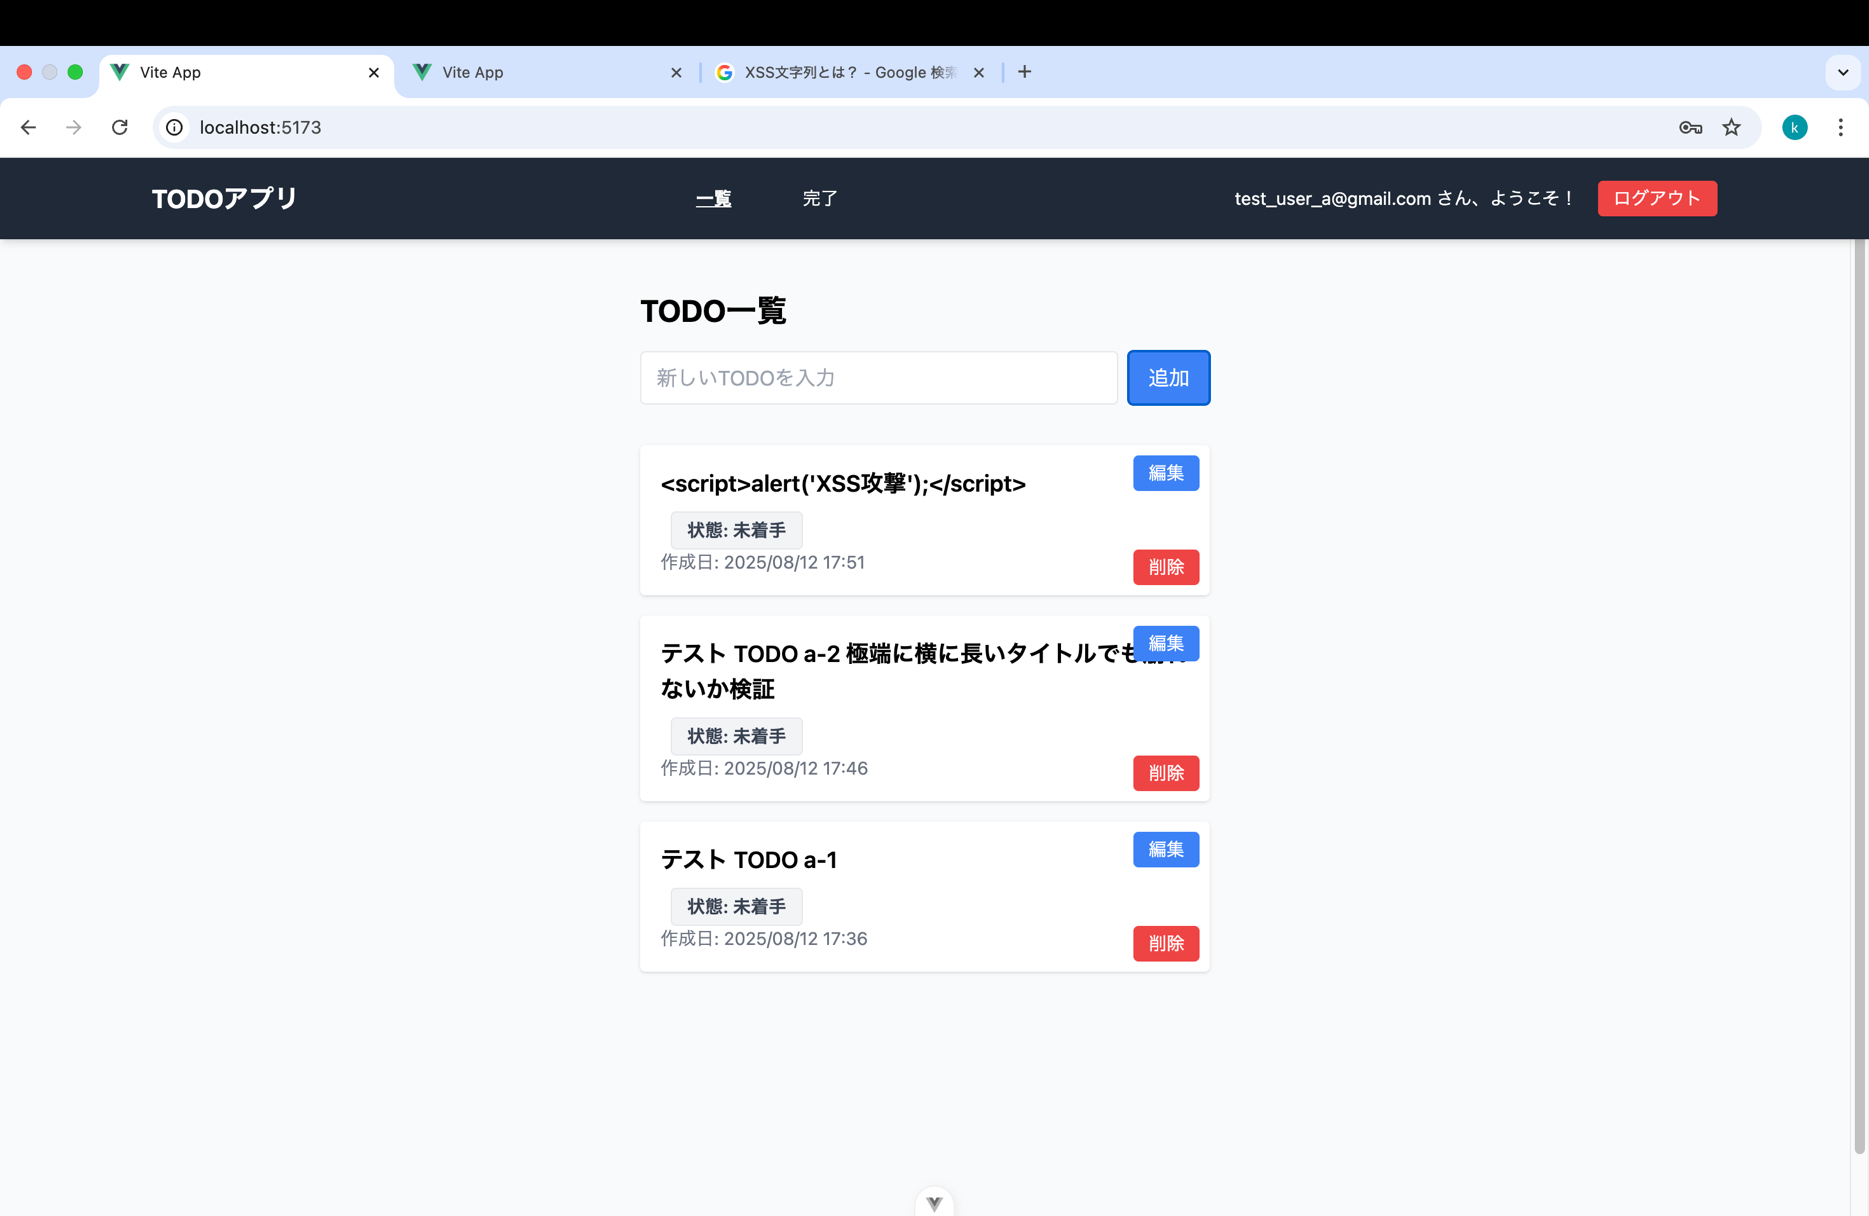 Vite App
Vite App
XSS文字列とは？ - Google 検索
localhost:5173
k
TODOアプリ
一覧
完了
test_user_a@gmail.com さん、ようこそ！
ログアウト
TODO一覧
新しいTODOを入力
追加
<script>alert('XSS攻撃');</script>
編集
状態: 未着手
作成日: 2025/08/12 17:51
削除
テスト TODO a-2 極端に横に長いタイトルでも
編集
ないか検証
状態: 未着手
作成日: 2025/08/12 17:46
削除
テスト TODO a-1
編集
状態: 未着手
作成日: 2025/08/12 17:36
削除